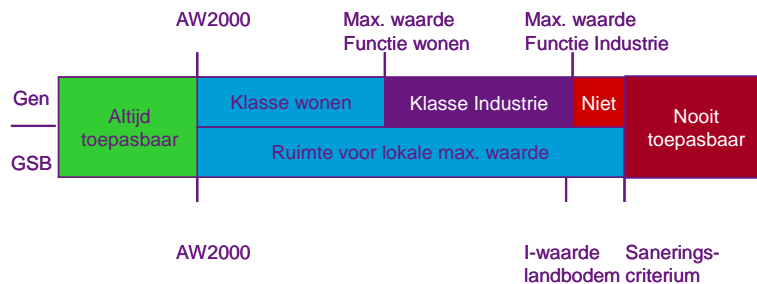 AW2000
Max. waarde
Functie wonen
Max. waarde
Functie Industrie
Gen
GSB
Altijd
toepasbaar
Klasse wonen
Klasse Industrie
Niet
Nooit
toepasbaar
Ruimte voor lokale max. waarde
AW2000
I-waarde
landbodem
Sanerings-
criterium